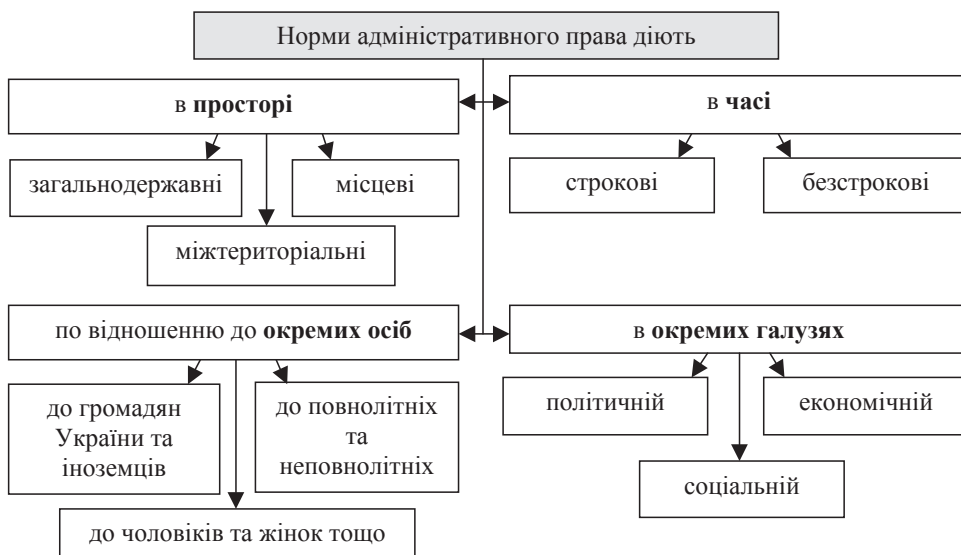 Норми адміністративного права діють
в просторі
в часі
загальнодержавні
місцеві
строкові
безстрокові
міжтериторіальні
по відношенню до окремих осіб
в окремих галузях
до громадян
України та
іноземців
до повнолітніх
та
неповнолітніх
політичній
економічній
соціальній
до чоловіків та жінок тощо